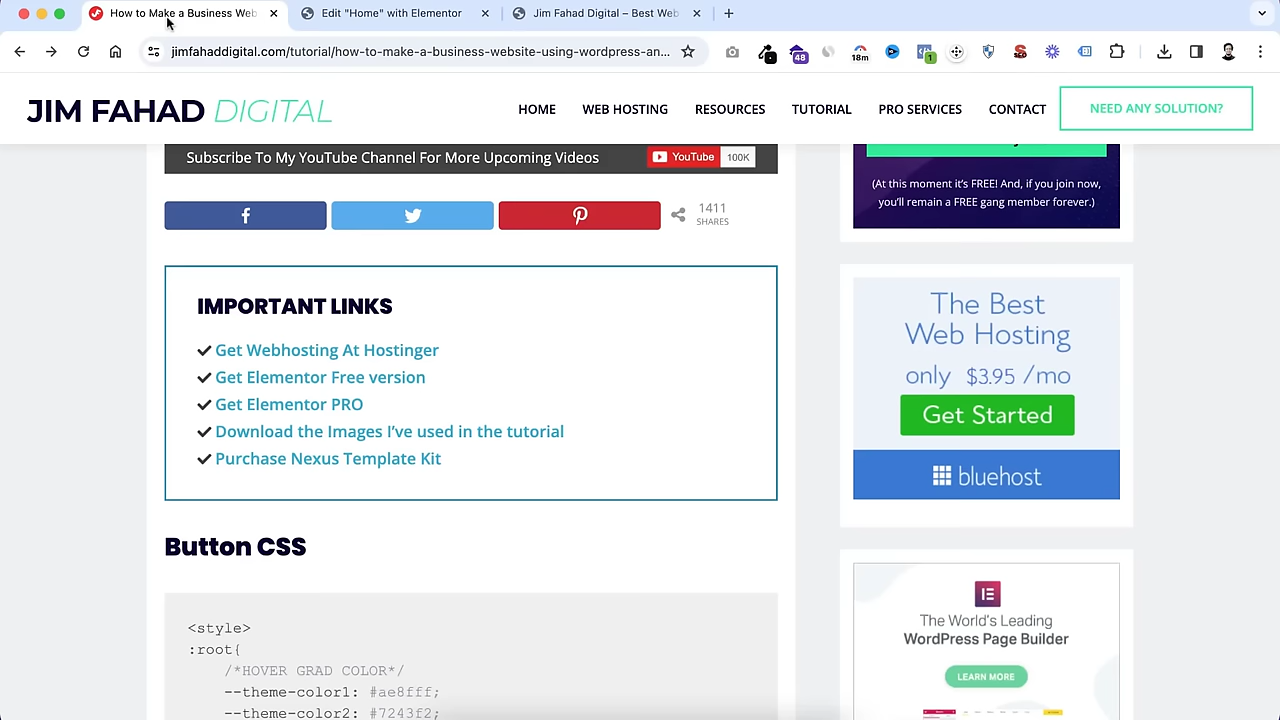 How to Make a Business Web
Edit "Home" with Elementor
Jim Fahad Digital – Best Web
jimfahaddigital.com/tutorial/how-to-make-a-business-website-using-wordpress-an...
48
18m
1
JIM FAHAD DIGITAL
HOME
WEB HOSTING
RESOURCES
TUTORIAL
PRO SERVICES
CONTACT
NEED ANY SOLUTION?
Subscribe To My YouTube Channel For More Upcoming Videos
YouTube
100K
1411
SHARES
IMPORTANT LINKS
Get Webhosting At Hostinger
Get Elementor Free version
Get Elementor PRO
Download the Images I've used in the tutorial
Purchase Nexus Template Kit
Button CSS
<style>
:root{
/*HOVER GRAD COLOR*/
--theme-color1: #ae8fff;
--theme-color2: #7243f2;
(At this moment it's FREE! And, if you join now,
you'll remain a FREE gang member forever.)
The Best
Web Hosting
only $3.95 /mo
Get Started
bluehost
The World's Leading
WordPress Page Builder
LEARN MORE